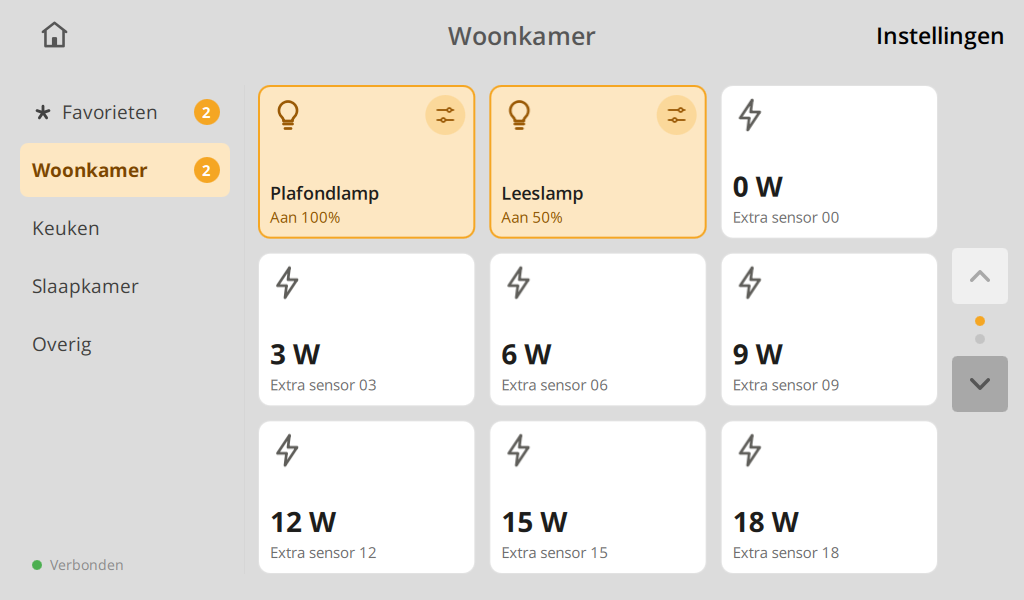 Woonkamer
Instellingen
Favorieten 2
Woonkamer 2
Keuken
Slaapkamer
Overig
Verbonden
Plafondlamp
Aan 100%
Leeslamp
Aan 50%
0 W
Extra sensor 00
3 W
Extra sensor 03
6 W
Extra sensor 06
9 W
Extra sensor 09
12 W
Extra sensor 12
15 W
Extra sensor 15
18 W
Extra sensor 18